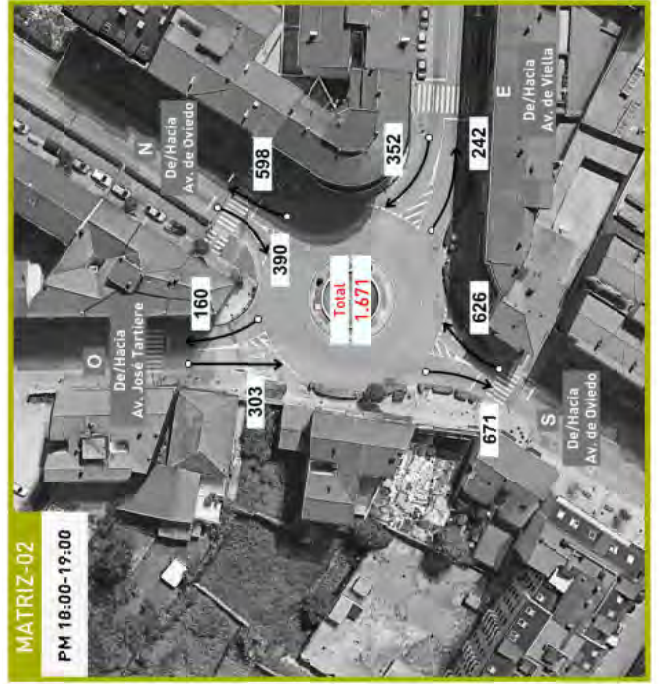 MATRIZ-02
PM 18:00-19:00
O
De/Hacia
Av. José Tartiere
N
De/Hacia
Av. de Oviedo
160
303
390
598
Total
1.671
352
242
E
De/Hacia
Av. de Viella
626
671
S
De/Hacia
Av. de Oviedo